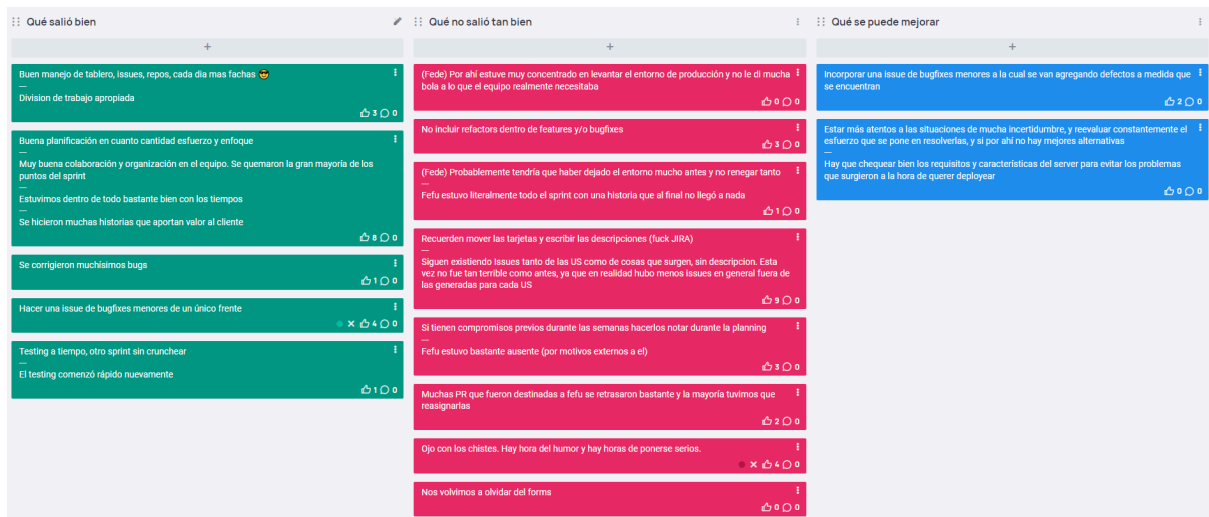 Qué salió bien
+
Buen manejo de tablero, issues, repos, cada dia mas fachas 😎
—
Division de trabajo apropiada
3 0
Buena planificación en cuanto cantidad esfuerzo y enfoque
—
Muy buena colaboración y organización en el equipo. Se quemaron la gran mayoría de los
puntos del sprint
—
Estuvimos dentro de todo bastante bien con los tiempos
—
Se hicieron muchas historias que aportan valor al cliente
8 0
Se corrigieron muchísimos bugs
1 0
Hacer una issue de bugfixes menores de un único frente
4 0
Testing a tiempo, otro sprint sin crunchear
—
El testing comenzó rápido nuevamente
1 0
Qué no salió tan bien
+
(Fede) Por ahí estuve muy concentrado en levantar el entorno de producción y no le di mucha
bola a lo que el equipo realmente necesitaba
0 0
No incluir refactors dentro de features y/o bugfixes
3 0
(Fede) Probablemente tendría que haber dejado el entorno mucho antes y no renegar tanto
—
Fefu estuvo literalmente todo el sprint con una historia que al final no llegó a nada
1 0
Recuerden mover las tarjetas y escribir las descripciones (fuck JIRA)
—
Siguen existiendo Issues tanto de las US como de cosas que surgen, sin descripcion. Esta
vez no fue tan terrible como antes, ya que en realidad hubo menos issues en general fuera de
las generadas para cada US
9 0
Si tienen compromisos previos durante las semanas hacerlos notar durante la planning
—
Fefu estuvo bastante ausente (por motivos externos a el)
3 0
Muchas PR que fueron destinadas a fefu se retrasaron bastante y la mayoría tuvimos que
reasignarlas
2 0
Ojo con los chistes. Hay hora del humor y hay horas de ponerse serios.
4 0
Nos volvimos a olvidar del forms
0 0
Qué se puede mejorar
+
Incorporar una issue de bugfixes menores a la cual se van agregando defectos a medida que
se encuentran
2 0
Estar más atentos a las situaciones de mucha incertidumbre, y reevaluar constantemente el
esfuerzo que se pone en resolverlas, y si por ahí no hay mejores alternativas
—
Hay que chequear bien los requisitos y características del server para evitar los problemas
que surgieron a la hora de querer deployear
0 0